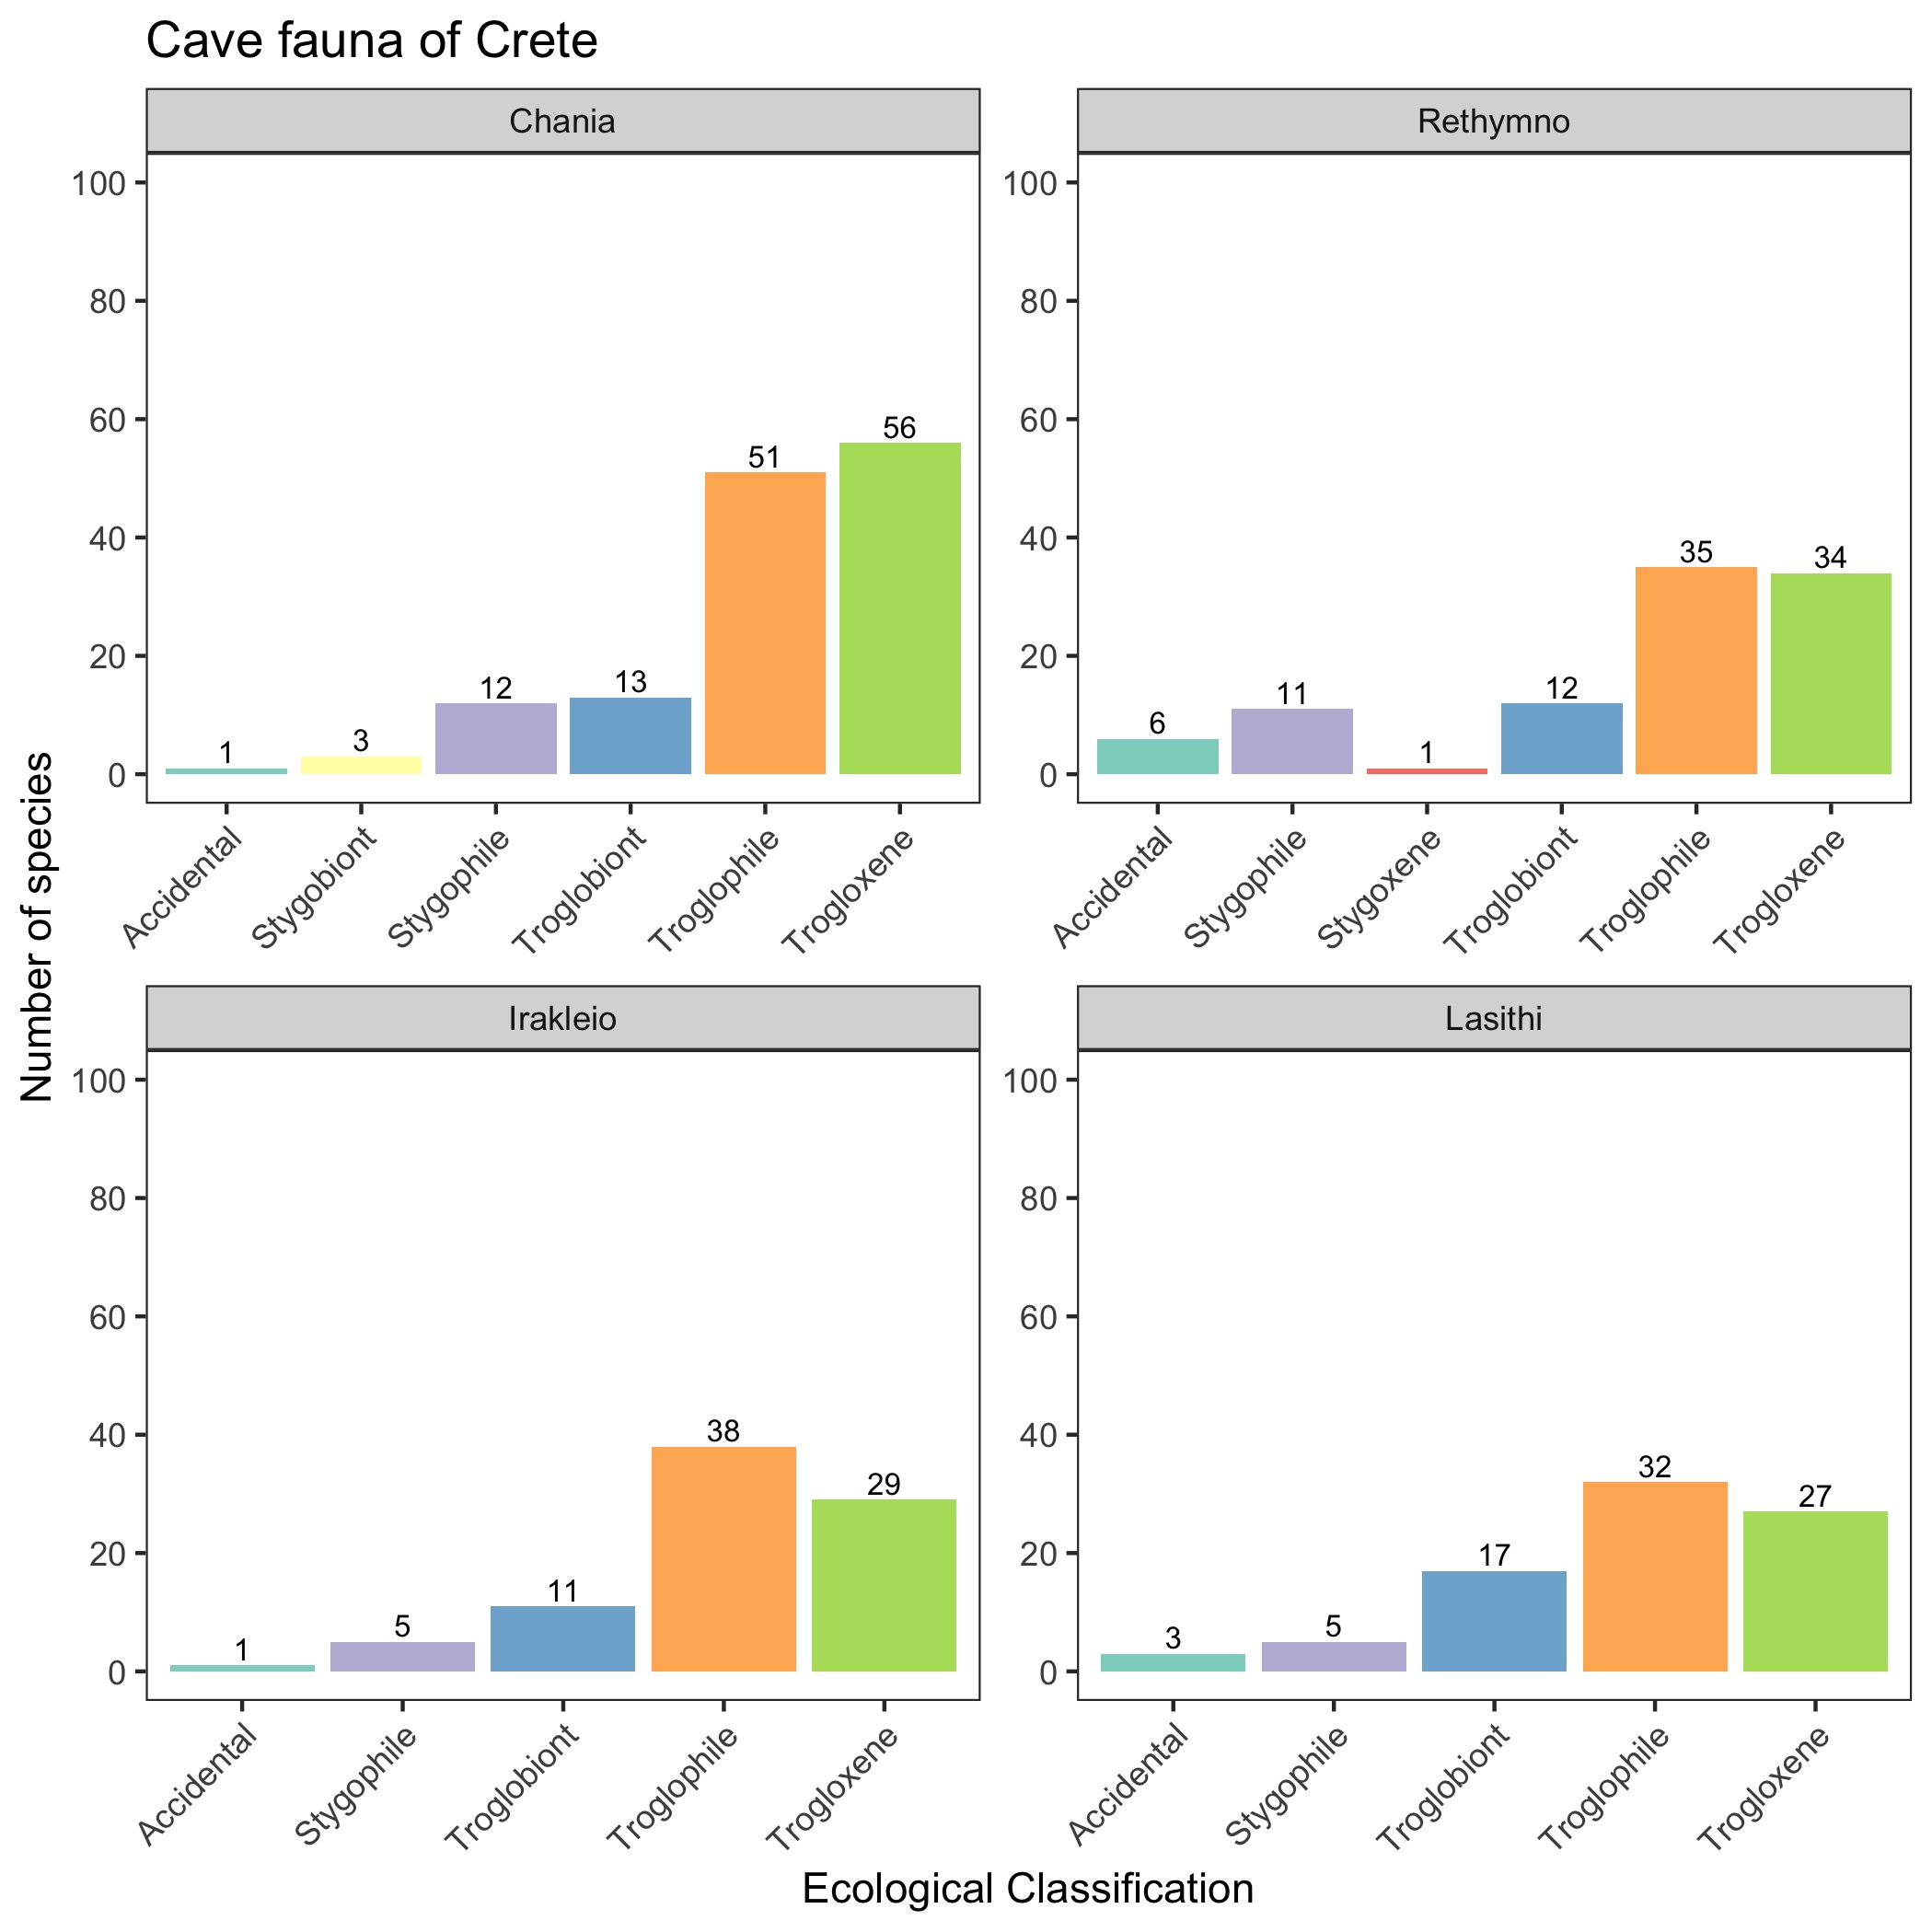 Cave fauna of Crete
Number of species
Chania
100
80
60
40
20
0
1
3
12
13
51
56
Accidental
Stygobiont
Stygophile
Troglobiont
Troglophile
Trogloxene
Rethymno
100
80
60
40
20
0
6
11
1
12
35
34
Accidental
Stygophile
Stygoxene
Troglobiont
Troglophile
Trogloxene
Irakleio
100
80
60
40
20
0
1
5
11
38
29
Accidental
Stygophile
Troglobiont
Troglophile
Trogloxene
Lasithi
100
80
60
40
20
0
3
5
17
32
27
Accidental
Stygophile
Troglobiont
Troglophile
Trogloxene
Ecological Classification